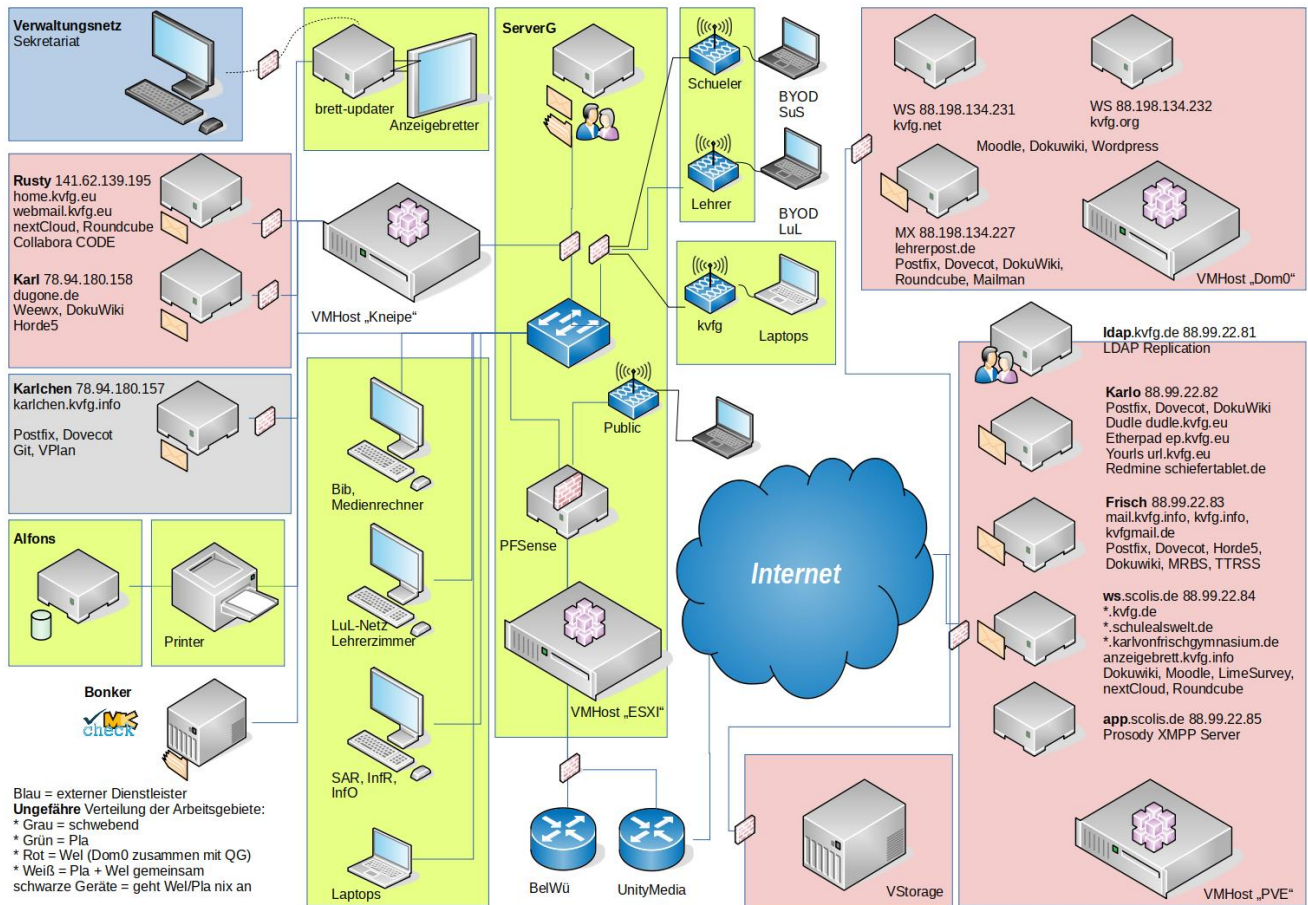 Verwaltungsnetz
Sekretariat
brett-updater
Anzeigebretter
ServerG
Schueler
BYOD
SuS
Lehrer
BYOD
LuL
kvfg
Laptops
WS 88.198.134.231
kvfg.net
WS 88.198.134.232
kvfg.org
Moodle, Dokuwiki, Wordpress
MX 88.198.134.227
lehrerpost.de
Postfix, Dovecot, DokuWiki,
Roundcube, Mailman
VMHost „Dom0“
Rusty 141.62.139.195
home.kvfg.eu
webmail.kvfg.eu
nextCloud, Roundcube
Collabora CODE
Karl 78.94.180.158
dugone.de
Weewx, DokuWiki
Horde5
VMHost „Kneipe“
Karlchen 78.94.180.157
karlchen.kvfg.info
Postfix, Dovecot
Git, VPlan
Alfons
Printer
Bonker
MK
check
Blau = externer Dienstleister
Ungefähre Verteilung der Arbeitsgebiete:
* Grau = schwebend
* Grün = Pla
* Rot = Wel (Dom0 zusammen mit QG)
* Weiß = Pla + Wel gemeinsam
schwarze Geräte = geht Wel/Pla nix an
Bib,
Medienrechner
LuL-Netz
Lehrerzimmer
SAR, InfR,
InfO
Laptops
Public
PFSense
VMHost „ESXI“
BelWü
UnityMedia
Internet
ldap.kvfg.de 88.99.22.81
LDAP Replication
Karlo 88.99.22.82
Postfix, Dovecot, DokuWiki
Dudle dudle.kvfg.eu
Etherpad ep.kvfg.eu
Yourls url.kvfg.eu
Redmine schiefertablet.de
Frisch 88.99.22.83
mail.kvfg.info, kvfg.info,
kvfgmail.de
Postfix, Dovecot, Horde5,
Dokuwiki, MRBS, TTRSS
ws.scolis.de 88.99.22.84
*.kvfg.de
*.schulealswelt.de
*.karlvonfrischgymnasium.de
anzeigebrett.kvfg.info
Dokuwiki, Moodle, LimeSurvey,
nextCloud, Roundcube
app.scolis.de 88.99.22.85
Prosody XMPP Server
VStorage
VMHost „PVE“